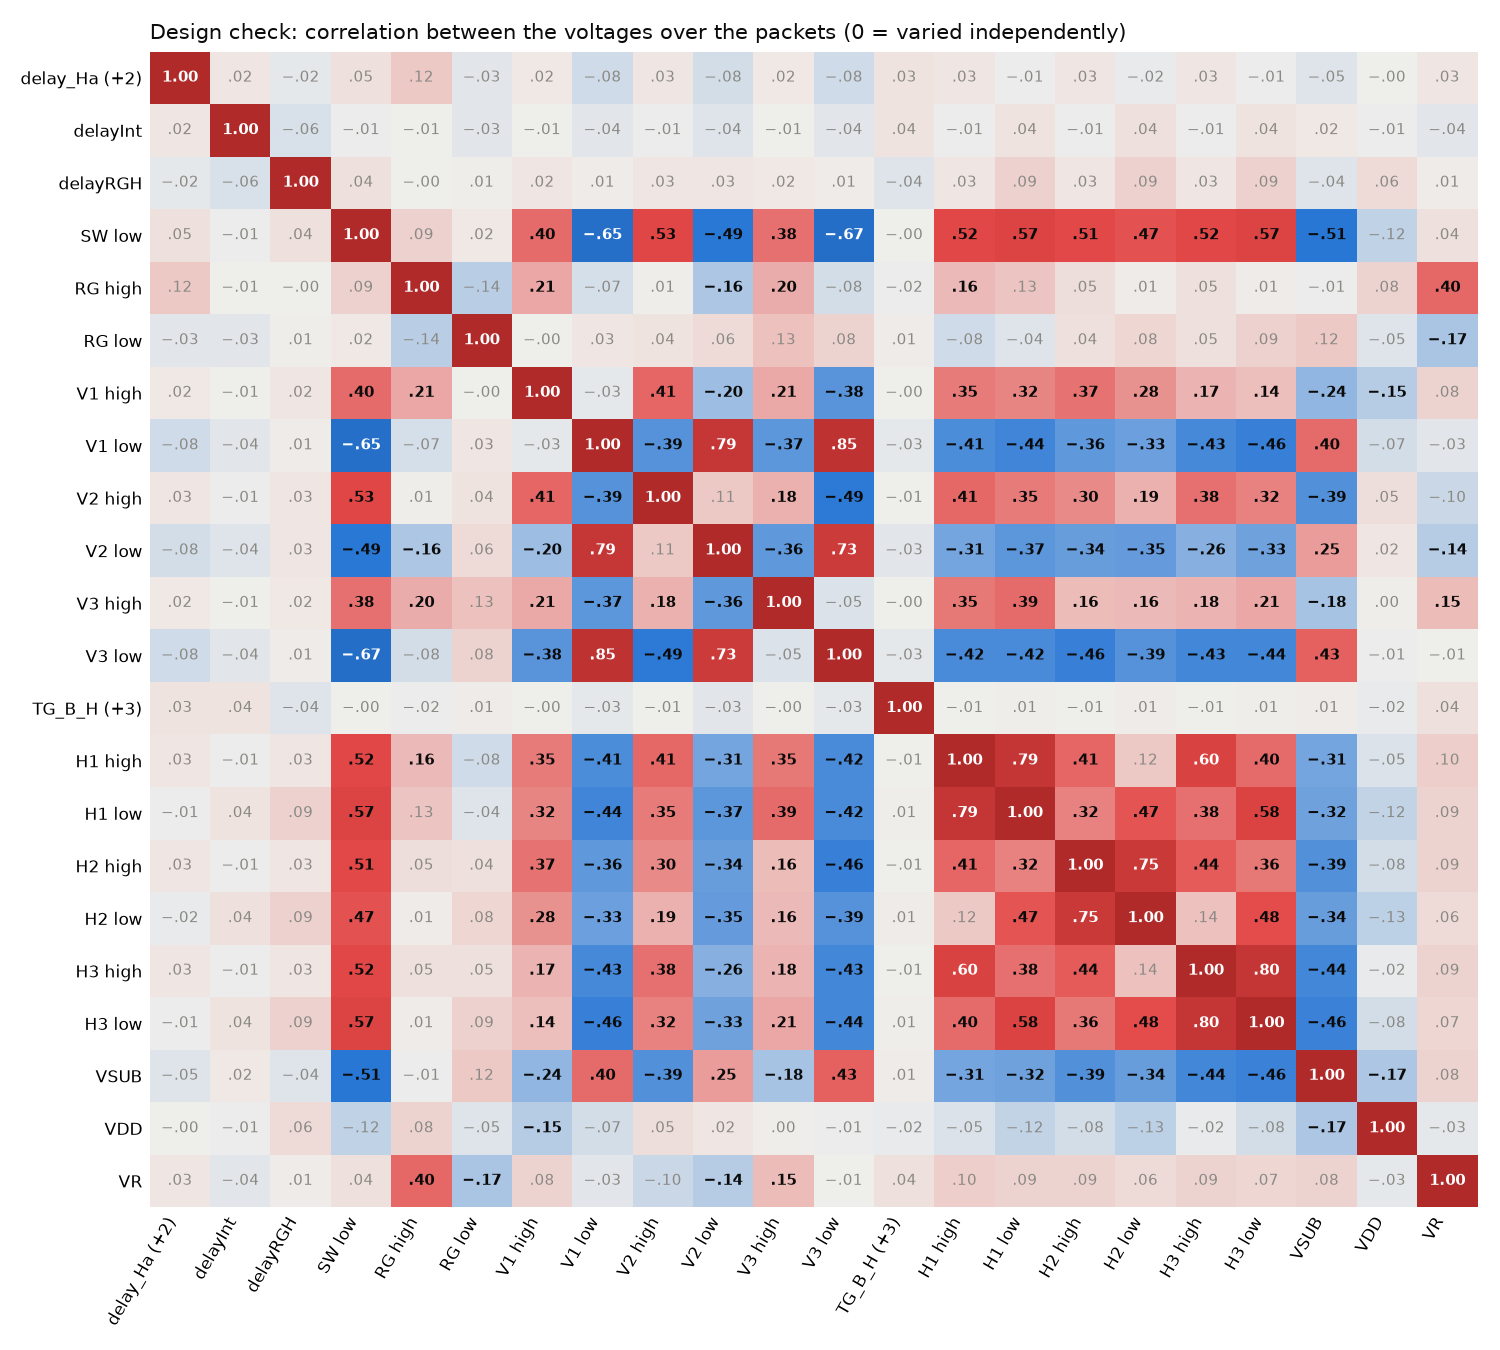 Design check: correlation between the voltages over the packets (0 = varied independently)
delay_Ha (+2) 1.00 .02 −.02 .05 .12 −.03 .02 −.08 .03 −.08 .02 −.08 .03 .03 −.01 .03 −.02 .03 −.01 −.05 −.00 .03
delayInt .02 1.00 −.06 −.01 −.01 −.03 −.01 −.04 −.01 −.04 −.01 −.04 .04 −.01 .04 −.01 .04 −.01 .04 .02 −.01 −.04
delayRGH −.02 −.06 1.00 .04 −.00 .01 .02 .01 .03 .03 .02 .01 −.04 .03 .09 .03 .09 .03 .09 −.04 .06 .01
SW low .05 −.01 .04 1.00 .09 .02 .40 −.65 .53 −.49 .38 −.67 −.00 .52 .57 .51 .47 .52 .57 −.51 −.12 .04
RG high .12 −.01 −.00 .09 1.00 −.14 .21 −.07 .01 −.16 .20 −.08 −.02 .16 .13 .05 .01 .05 .01 −.01 .08 .40
RG low −.03 −.03 .01 .02 −.14 1.00 −.00 .03 .04 .06 .13 .08 .01 −.08 −.04 .04 .08 .05 .09 .12 −.05 −.17
V1 high .02 −.01 .02 .40 .21 −.00 1.00 −.03 .41 −.20 .21 −.38 −.00 .35 .32 .37 .28 .17 .14 −.24 −.15 .08
V1 low −.08 −.04 .01 −.65 −.07 .03 −.03 1.00 −.39 .79 −.37 .85 −.03 −.41 −.44 −.36 −.33 −.43 −.46 .40 −.07 −.03
V2 high .03 −.01 .03 .53 .01 .04 .41 −.39 1.00 .11 .18 −.49 −.01 .41 .35 .30 .19 .38 .32 −.39 .05 −.10
V2 low −.08 −.04 .03 −.49 −.16 .06 −.20 .79 .11 1.00 −.36 .73 −.03 −.31 −.37 −.34 −.35 −.26 −.33 .25 .02 −.14
V3 high .02 −.01 .02 .38 .20 .13 .21 −.37 .18 −.36 1.00 −.05 −.00 .35 .39 .16 .16 .18 .21 −.18 .00 .15
V3 low −.08 −.04 .01 −.67 −.08 .08 −.38 .85 −.49 .73 −.05 1.00 −.03 −.42 −.42 −.46 −.39 −.43 −.44 .43 −.01 −.01
TG_B_H (+3) .03 .04 −.04 −.00 −.02 .01 −.00 −.03 −.01 −.03 −.00 −.03 1.00 −.01 .01 −.01 .01 −.01 .01 .01 −.02 .04
H1 high .03 −.01 .03 .52 .16 −.08 .35 −.41 .41 −.31 .35 −.42 −.01 1.00 .79 .41 .12 .60 .40 −.31 −.05 .10
H1 low −.01 .04 .09 .57 .13 −.04 .32 −.44 .35 −.37 .39 −.42 .01 .79 1.00 .32 .47 .38 .58 −.32 −.12 .09
H2 high .03 −.01 .03 .51 .05 .04 .37 −.36 .30 −.34 .16 −.46 −.01 .41 .32 1.00 .75 .44 .36 −.39 −.08 .09
H2 low −.02 .04 .09 .47 .01 .08 .28 −.33 .19 −.35 .16 −.39 .01 .12 .47 .75 1.00 .14 .48 −.34 −.13 .06
H3 high .03 −.01 .03 .52 .05 .05 .17 −.43 .38 −.26 .18 −.43 −.01 .60 .38 .44 .14 1.00 .80 −.44 −.02 .09
H3 low −.01 .04 .09 .57 .01 .09 .14 −.46 .32 −.33 .21 −.44 .01 .40 .58 .36 .48 .80 1.00 −.46 −.08 .07
VSUB −.05 .02 −.04 −.51 −.01 .12 −.24 .40 −.39 .25 −.18 .43 .01 −.31 −.32 −.39 −.34 −.44 −.46 1.00 −.17 .08
VDD −.00 −.01 .06 −.12 .08 −.05 −.15 −.07 .05 .02 .00 −.01 −.02 −.05 −.12 −.08 −.13 −.02 −.08 −.17 1.00 −.03
VR .03 −.04 .01 .04 .40 −.17 .08 −.03 −.10 −.14 .15 −.01 .04 .10 .09 .09 .06 .09 .07 .08 −.03 1.00
delay_Ha (+2) delayInt delayRGH SW low RG high RG low V1 high V1 low V2 high V2 low V3 high V3 low TG_B_H (+3) H1 high H1 low H2 high H2 low H3 high H3 low VSUB VDD VR